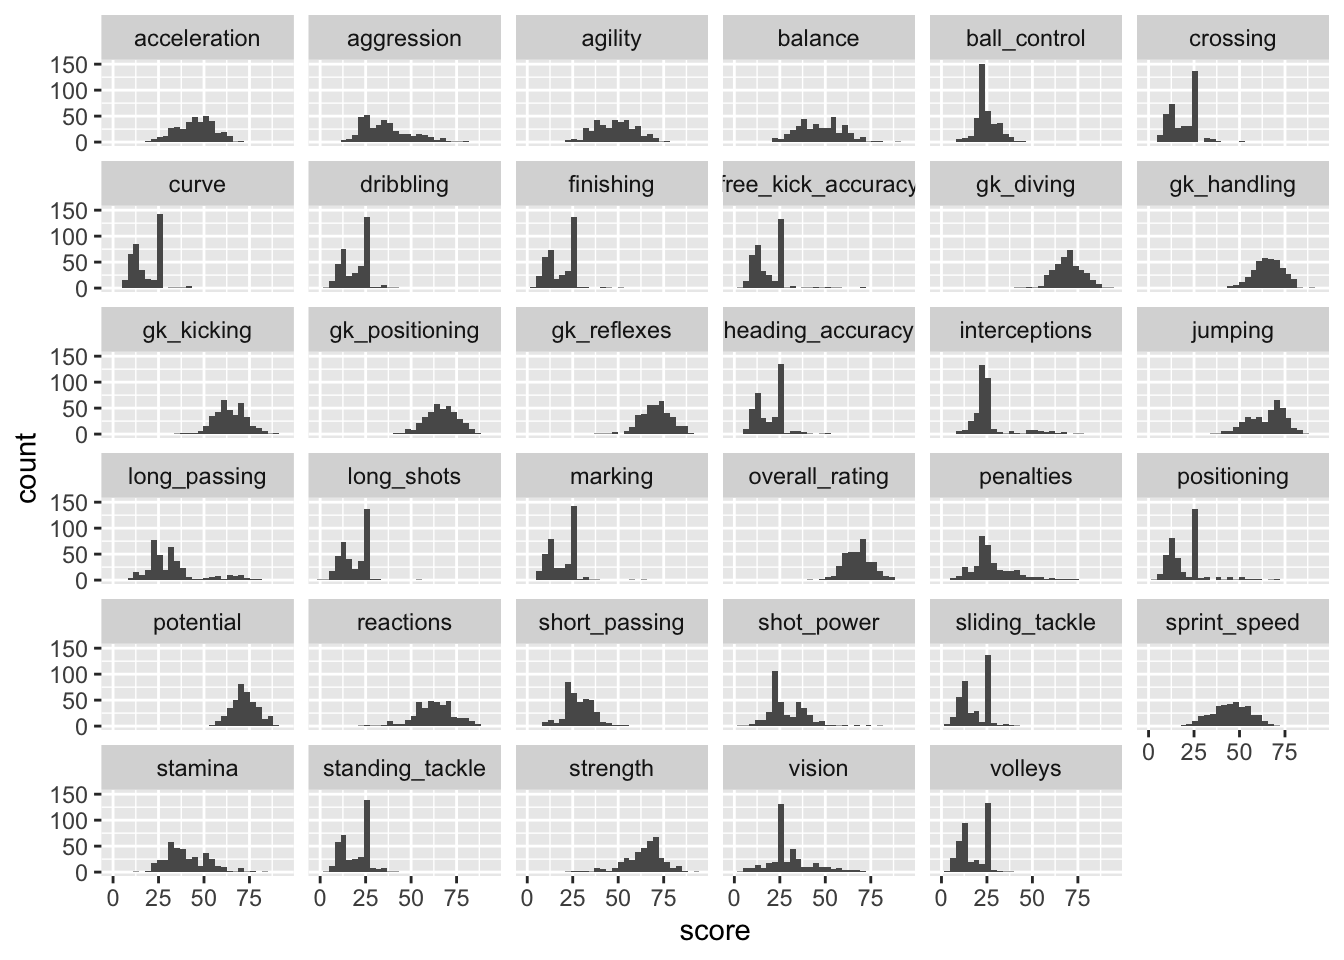 acceleration aggression agility balance ball_control crossing
150
100
50
0
curve dribbling finishing free_kick_accuracy gk_diving gk_handling
150
100
50
0
gk_kicking gk_positioning gk_reflexes heading_accuracy interceptions jumping
150
100
50
0
count
long_passing long_shots marking overall_rating penalties positioning
150
100
50
0
potential reactions short_passing shot_power sliding_tackle sprint_speed
150
100
50
0
0 25 50 75
stamina standing_tackle strength vision volleys
150
100
50
0
0 25 50 75 0 25 50 75 0 25 50 75 0 25 50 75 0 25 50 75
score